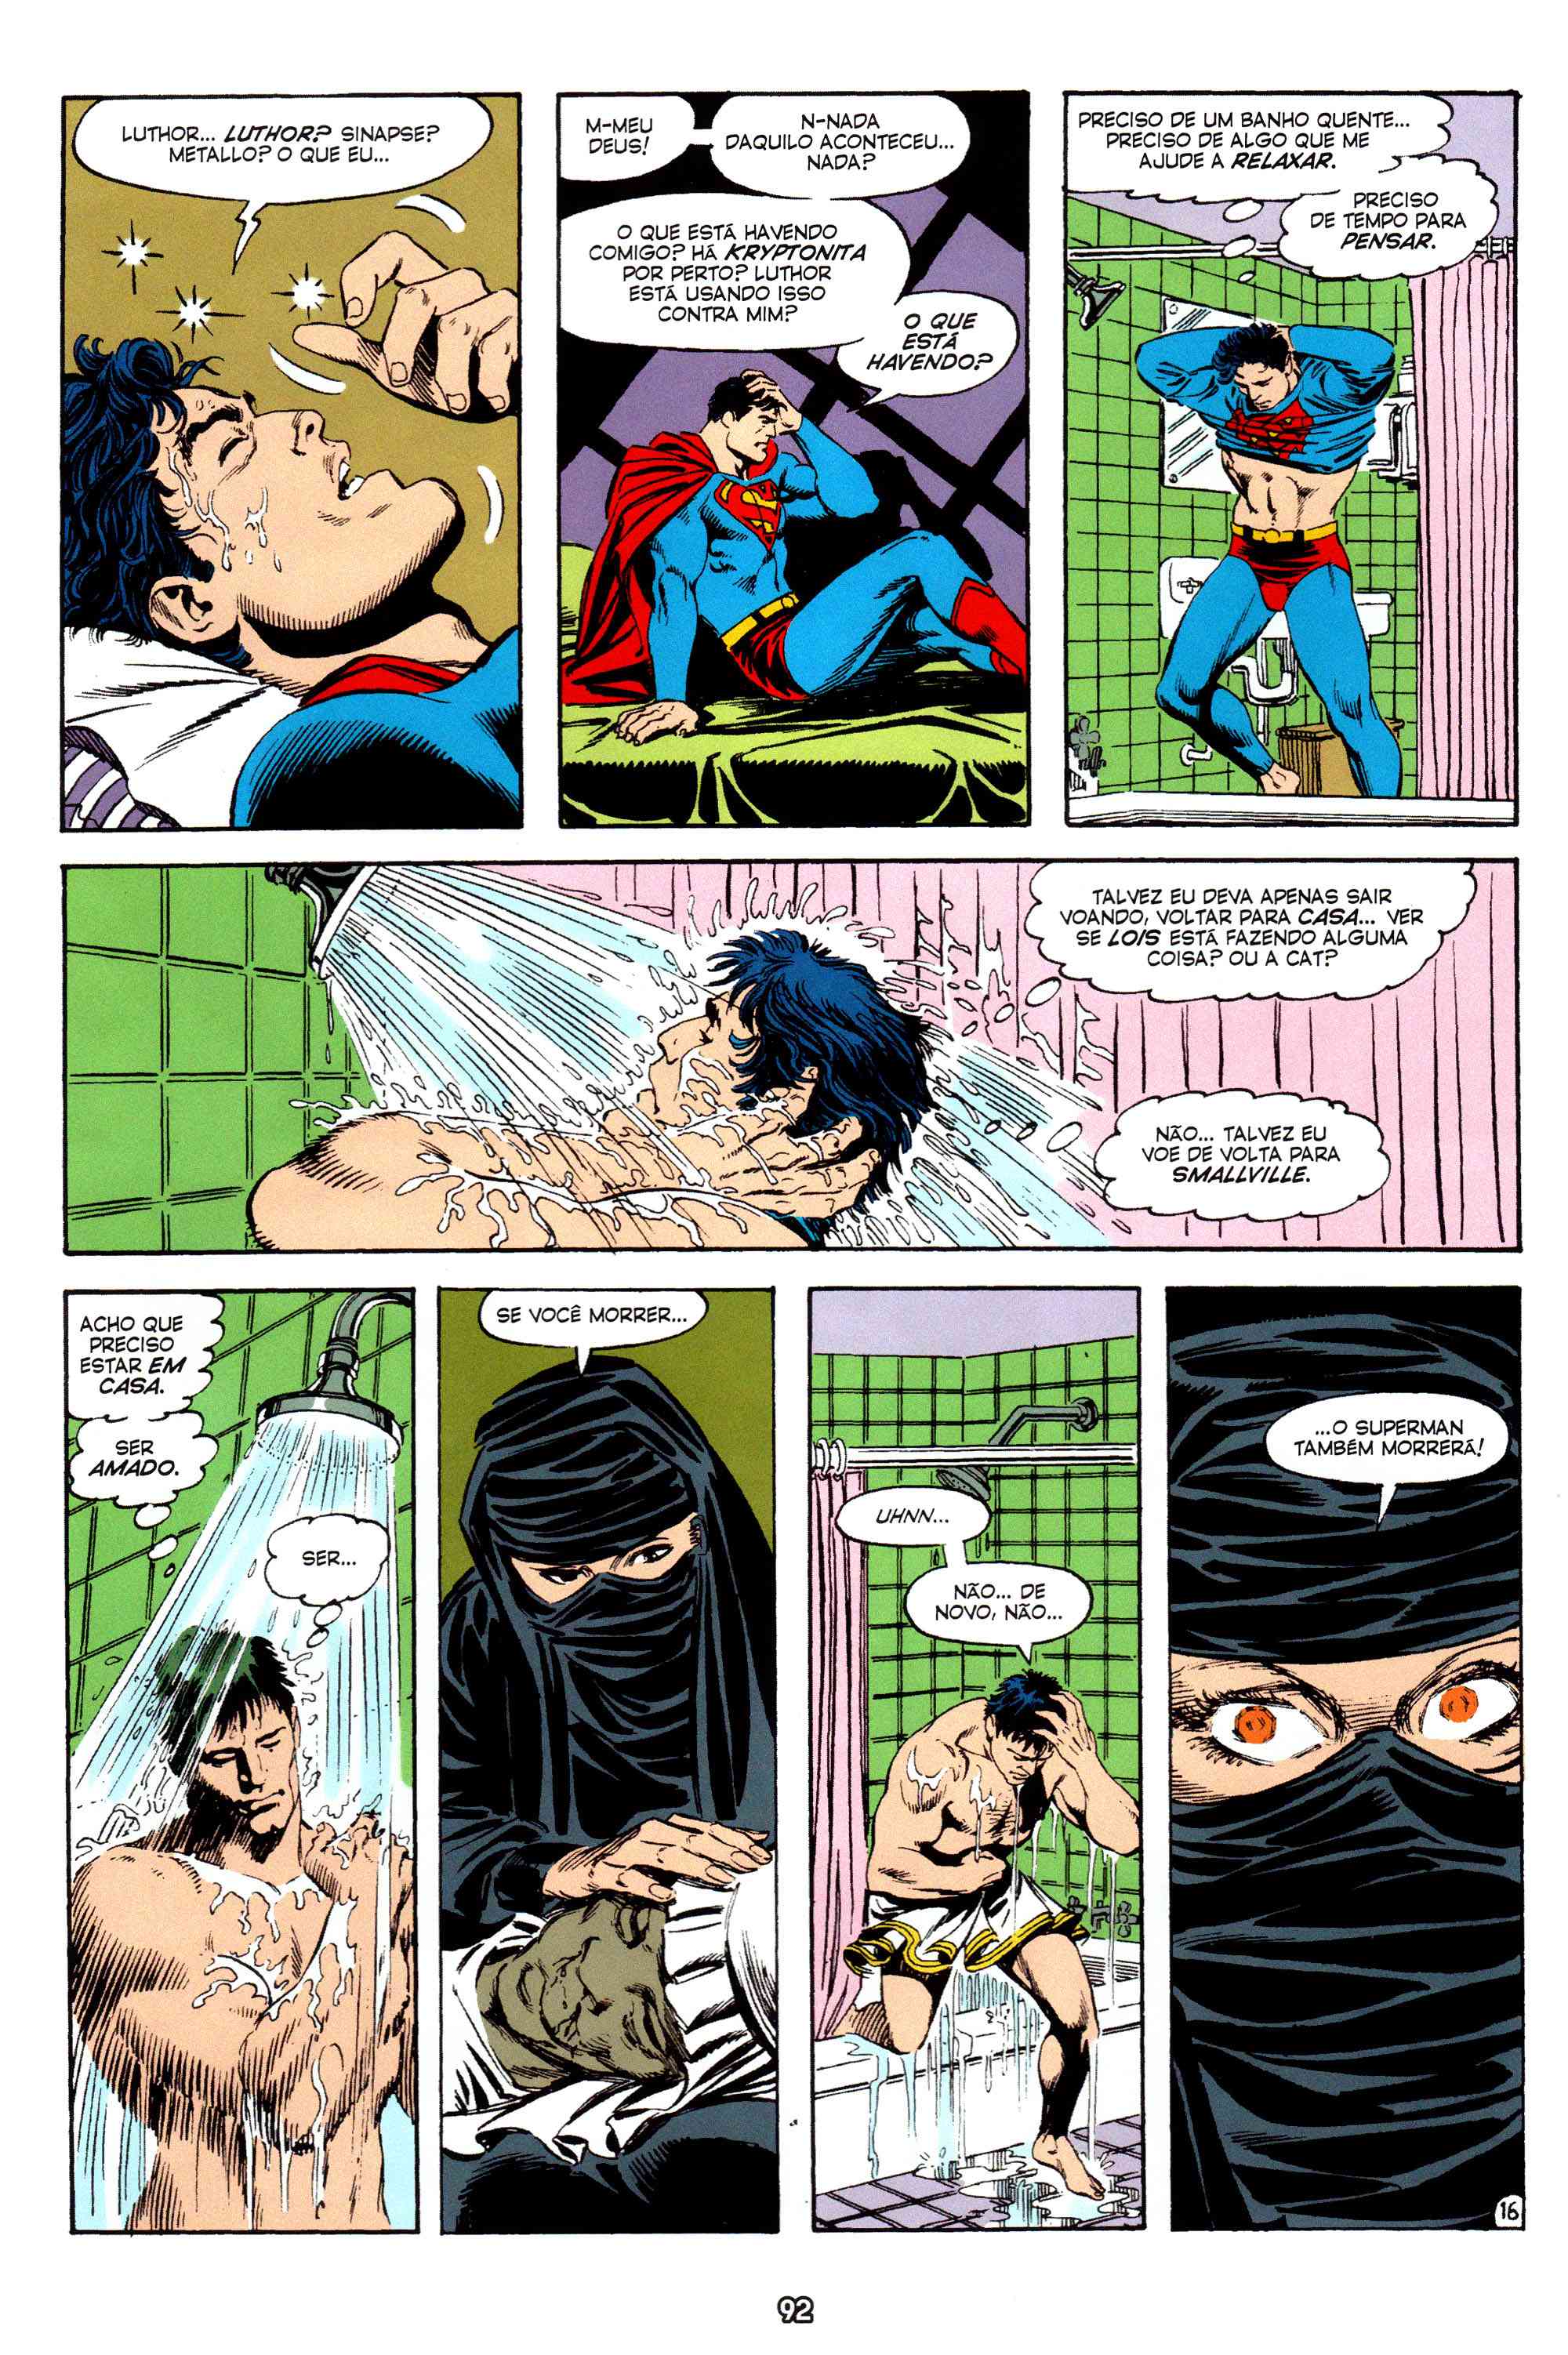 LUTHOR... LUTHOR? SINAPSE?
METALLO? O QUE EU...
M-MEU
DEUS!
N-NADA
DAQUILO ACONTECEU...
NADA?
O QUE ESTÁ HAVENDO
COMIGO? HÁ KRYPTONITA
POR PERTO? LUTHOR
ESTÁ USANDO ISSO
CONTRA MIM?
O QUE
ESTÁ
HAVENDO?
PRECISO DE UM BANHO QUENTE...
PRECISO DE ALGO QUE ME
AJUDE A RELAXAR.
PRECISO
DE TEMPO PARA
PENSAR.
TALVEZ EU DEVA APENAS SAIR
VOANDO, VOLTAR PARA CASA... VER
SE LOIS ESTÁ FAZENDO ALGUMA
COISA? OU A CAT?
NÃO... TALVEZ EU
VOE DE VOLTA PARA
SMALLVILLE.
ACHO QUE
PRECISO
ESTAR EM
CASA.
SER
AMADO.
SER...
SE VOCÊ MORRER...
UHNN...
NÃO... DE
NOVO, NÃO...
...O SUPERMAN
TAMBÉM MORRERÁ!
16
92